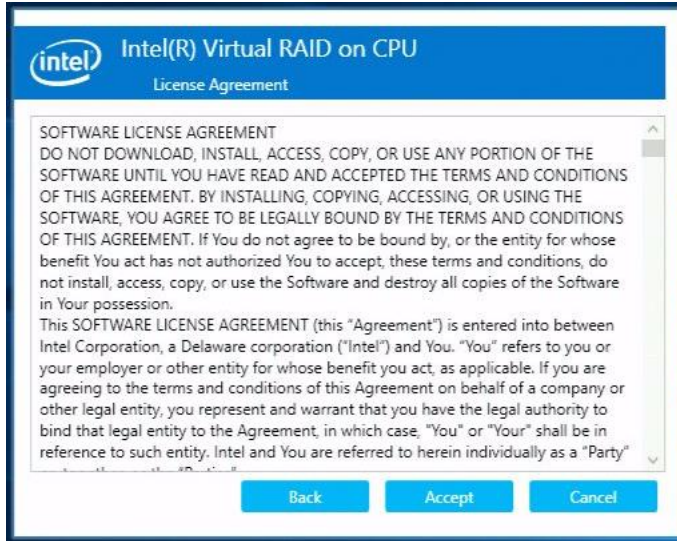 intel
Intel(R) Virtual RAID on CPU
License Agreement
SOFTWARE LICENSE AGREEMENT
DO NOT DOWNLOAD, INSTALL, ACCESS, COPY, OR USE ANY PORTION OF THE
SOFTWARE UNTIL YOU HAVE READ AND ACCEPTED THE TERMS AND CONDITIONS
OF THIS AGREEMENT. BY INSTALLING, COPYING, ACCESSING, OR USING THE
SOFTWARE, YOU AGREE TO BE LEGALLY BOUND BY THE TERMS AND CONDITIONS
OF THIS AGREEMENT. If You do not agree to be bound by, or the entity for whose
benefit You act has not authorized You to accept, these terms and conditions, do
not install, access, copy, or use the Software and destroy all copies of the Software
in Your possession.
This SOFTWARE LICENSE AGREEMENT (this "Agreement") is entered into between
Intel Corporation, a Delaware corporation ("Intel") and You. "You" refers to you or
your employer or other entity for whose benefit you act, as applicable. If you are
agreeing to the terms and conditions of this Agreement on behalf of a company or
other legal entity, you represent and warrant that you have the legal authority to
bind that legal entity to the Agreement, in which case, "You" or "Your" shall be in
reference to such entity. Intel and You are referred to herein individually as a "Party"
Back
Accept
Cancel